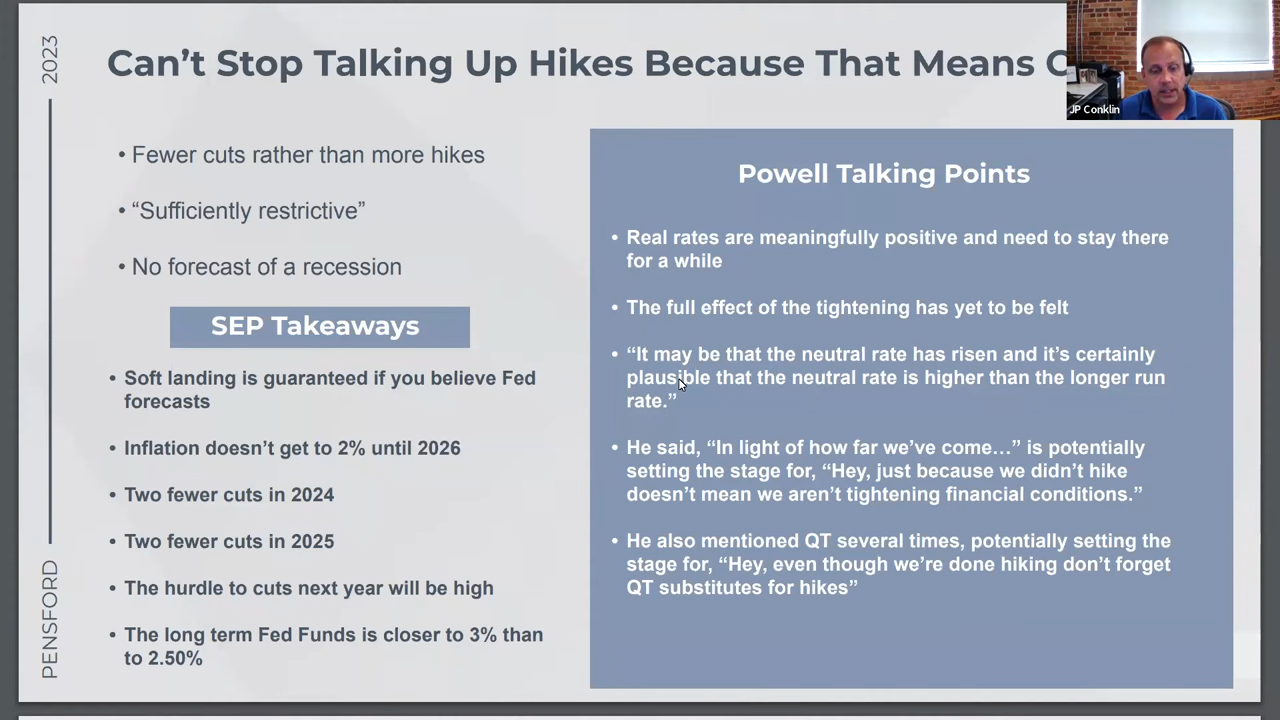 2023
PENSFORD
Can’t Stop Talking Up Hikes Because That Means
JP Conklin
• Fewer cuts rather than more hikes
• “Sufficiently restrictive”
• No forecast of a recession
SEP Takeaways
• Soft landing is guaranteed if you believe Fed
forecasts
• Inflation doesn’t get to 2% until 2026
• Two fewer cuts in 2024
• Two fewer cuts in 2025
• The hurdle to cuts next year will be high
• The long term Fed Funds is closer to 3% than
to 2.50%
Powell Talking Points
• Real rates are meaningfully positive and need to stay there
for a while
• The full effect of the tightening has yet to be felt
• “It may be that the neutral rate has risen and it’s certainly
plausible that the neutral rate is higher than the longer run
rate.”
• He said, “In light of how far we’ve come…” is potentially
setting the stage for, “Hey, just because we didn’t hike
doesn’t mean we aren’t tightening financial conditions.”
• He also mentioned QT several times, potentially setting the
stage for, “Hey, even though we’re done hiking don’t forget
QT substitutes for hikes”